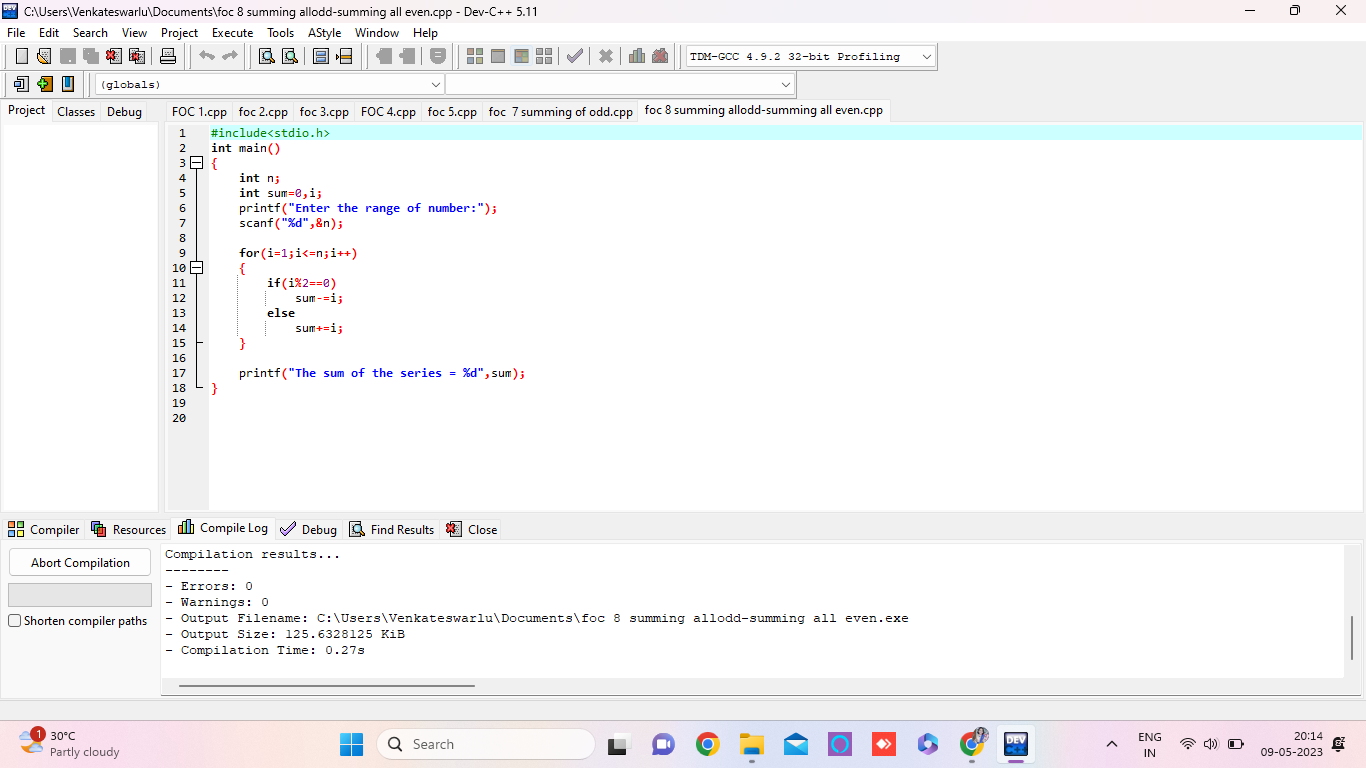 C:\Users\Venkateswarlu\Documents\foc 8 summing allodd-summing all even.cpp - Dev-C++ 5.11
File Edit Search View Project Execute Tools AStyle Window Help
TDM-GCC 4.9.2 32-bit Profiling
(globals)
Project Classes Debug
FOC 1.cpp foc 2.cpp foc 3.cpp FOC 4.cpp foc 5.cpp foc 7 summing of odd.cpp foc 8 summing allodd-summing all even.cpp
1 #include<stdio.h>
2 int main()
3 {
4 int n;
5 int sum=0,i;
6 printf("Enter the range of number:");
7 scanf("%d",&n);
8
9 for(i=1;i<=n;i++)
10 {
11 if(i%2==0)
12 sum-=i;
13 else
14 sum+=i;
15 }
16
17 printf("The sum of the series = %d",sum);
18 }
19
20
Compiler Resources Compile Log Debug Find Results Close
Abort Compilation
Shorten compiler paths
Compilation results...
--------
- Errors: 0
- Warnings: 0
- Output Filename: C:\Users\Venkateswarlu\Documents\foc 8 summing allodd-summing all even.exe
- Output Size: 125.6328125 KiB
- Compilation Time: 0.27s
1
30°C
Partly cloudy
Search
DEV
ENG
IN
20:14
09-05-2023